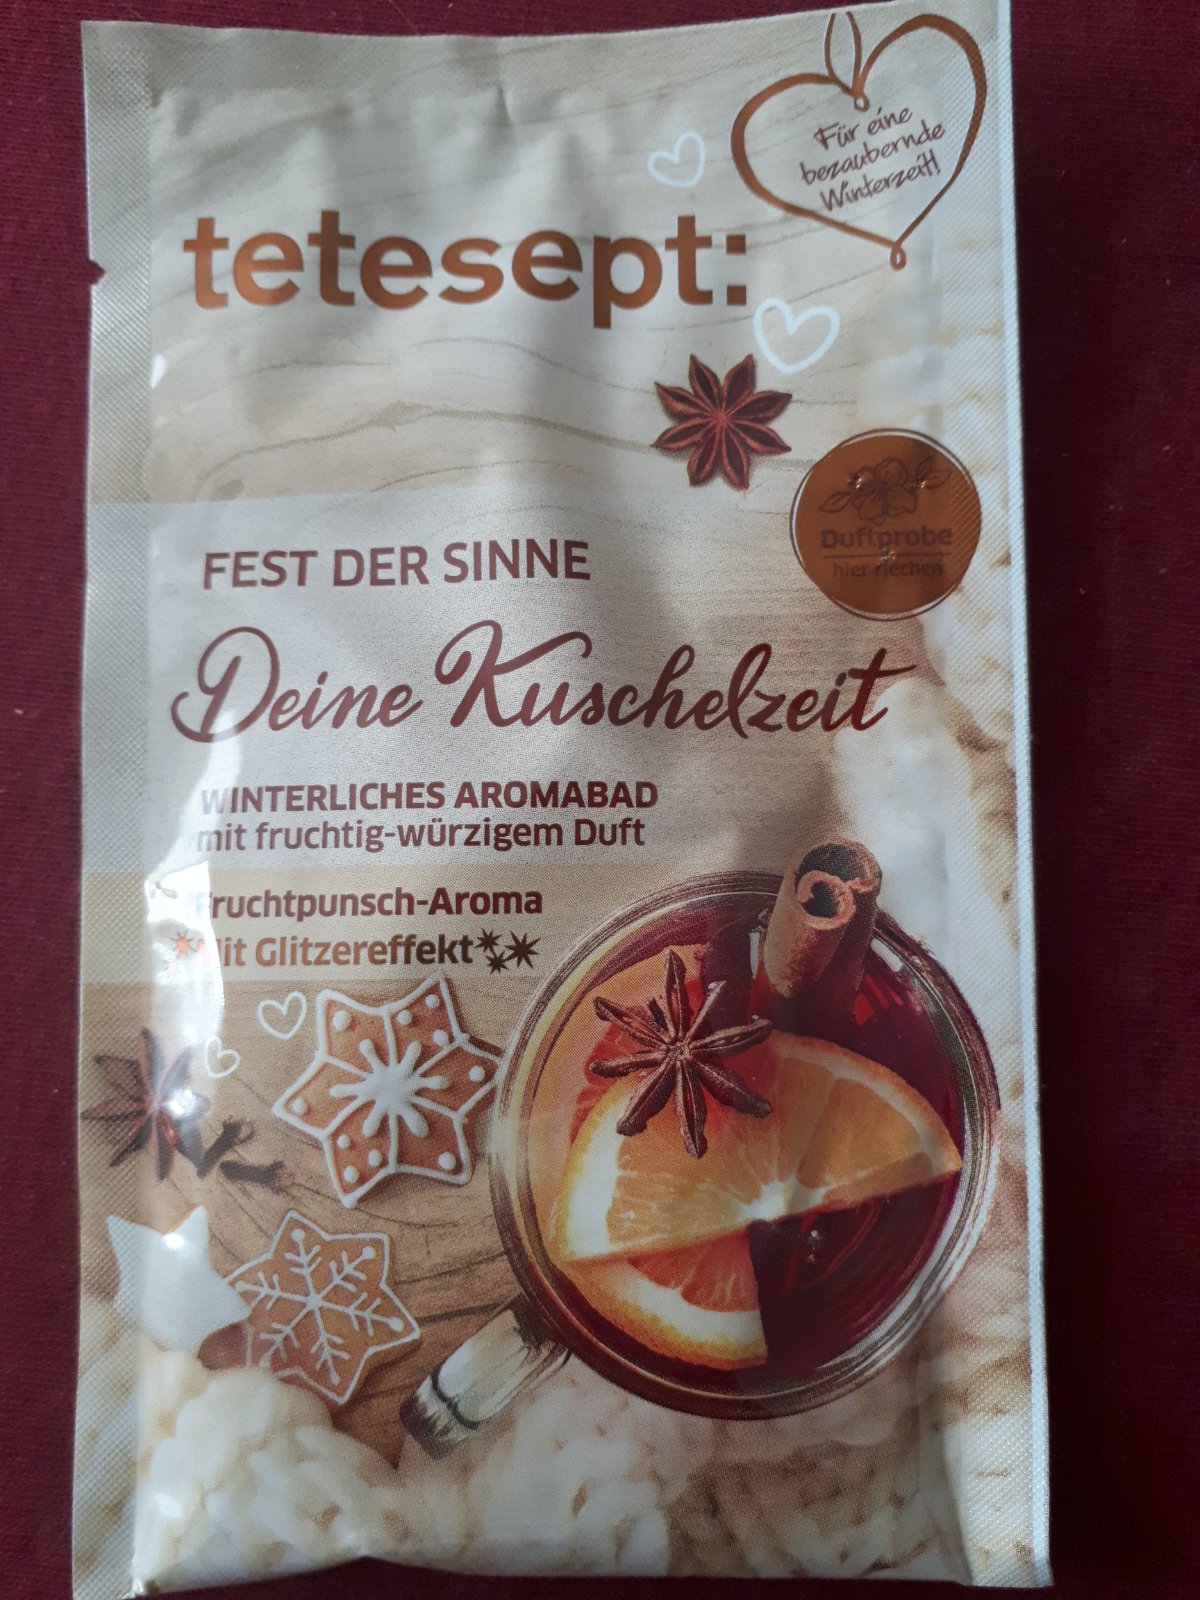 Für eine
bezaubernde
Winterzeit!
tetesept:
Duftprobe
hier riechen
FEST DER SINNE
Deine Kuschelzeit
WINTERLICHES AROMABAD
mit fruchtig-würzigem Duft
Fruchtpunsch-Aroma
Mit Glitzereffekt